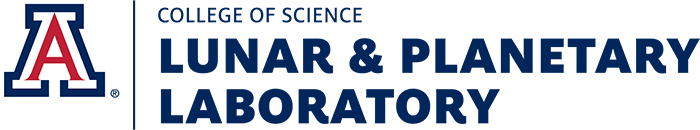 A®
COLLEGE OF SCIENCE
LUNAR & PLANETARY
LABORATORY